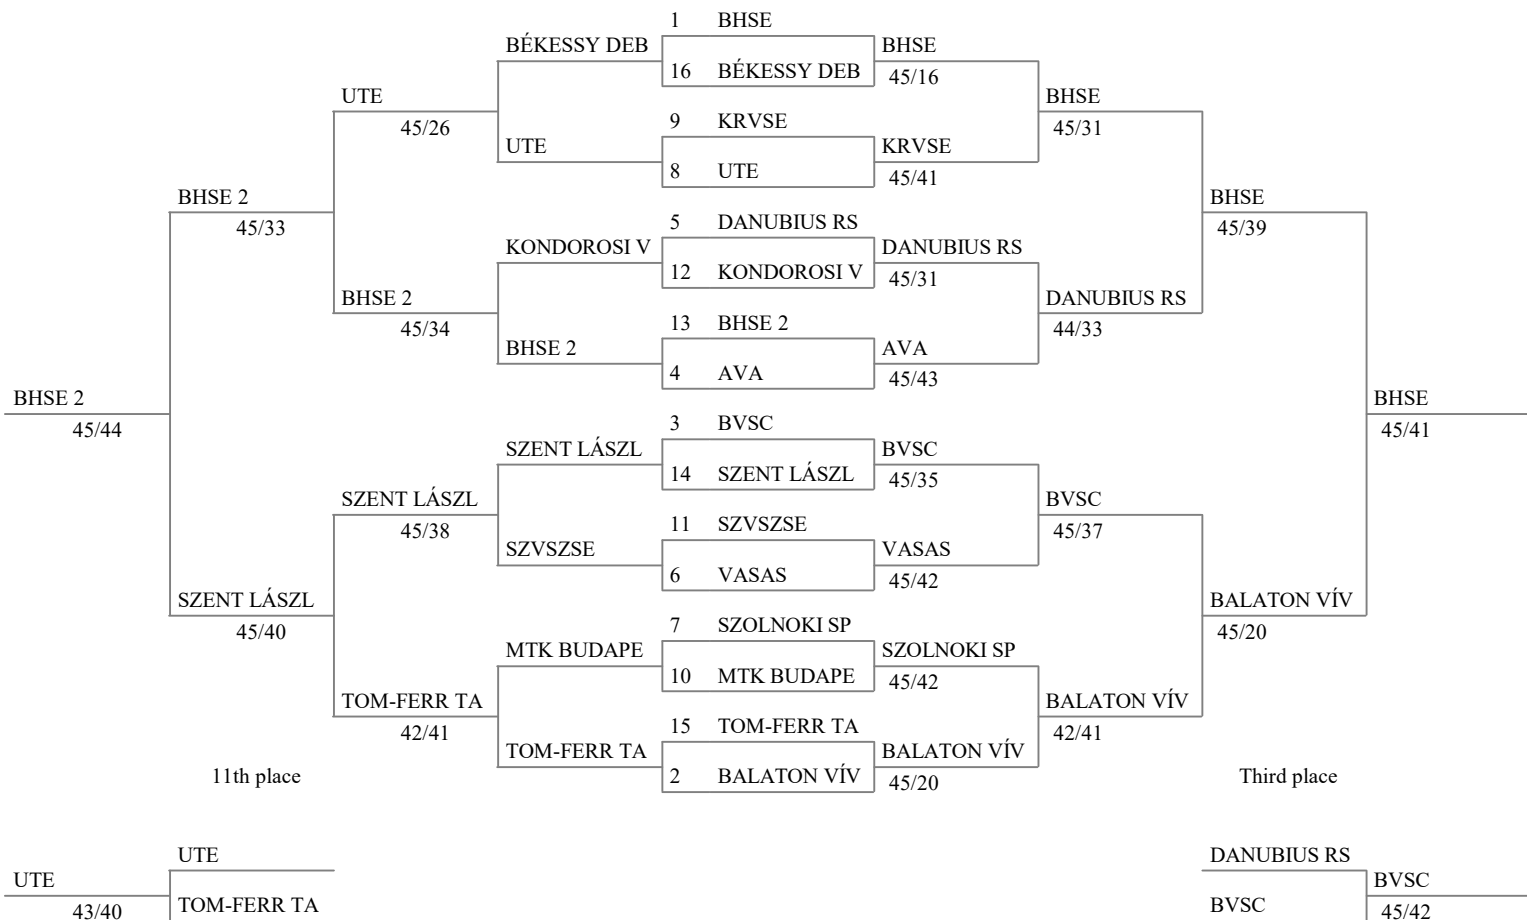 1 BHSE
BÉKESSY DEB
BHSE
16 BÉKESSY DEB
45/16
UTE
BHSE
9 KRVSE
45/26
45/31
UTE
KRVSE
8 UTE
45/41
BHSE 2
BHSE
5 DANUBIUS RS
45/33
45/39
KONDOROSI V
DANUBIUS RS
12 KONDOROSI V
45/31
BHSE 2
DANUBIUS RS
13 BHSE 2
45/34
44/33
BHSE 2
AVA
4 AVA
45/43
BHSE 2
BHSE
3 BVSC
45/44
45/41
SZENT LÁSZL
BVSC
14 SZENT LÁSZL
45/35
SZENT LÁSZL
BVSC
11 SZVSZSE
45/38
45/37
SZVSZSE
VASAS
6 VASAS
45/42
SZENT LÁSZL
BALATON VÍV
7 SZOLNOKI SP
45/40
45/20
MTK BUDAPE
SZOLNOKI SP
10 MTK BUDAPE
45/42
TOM-FERR TA
BALATON VÍV
15 TOM-FERR TA
42/41
42/41
TOM-FERR TA
BALATON VÍV
2 BALATON VÍV
45/20
11th place
Third place
UTE
DANUBIUS RS
UTE
BVSC
TOM-FERR TA
BVSC
43/40
45/42